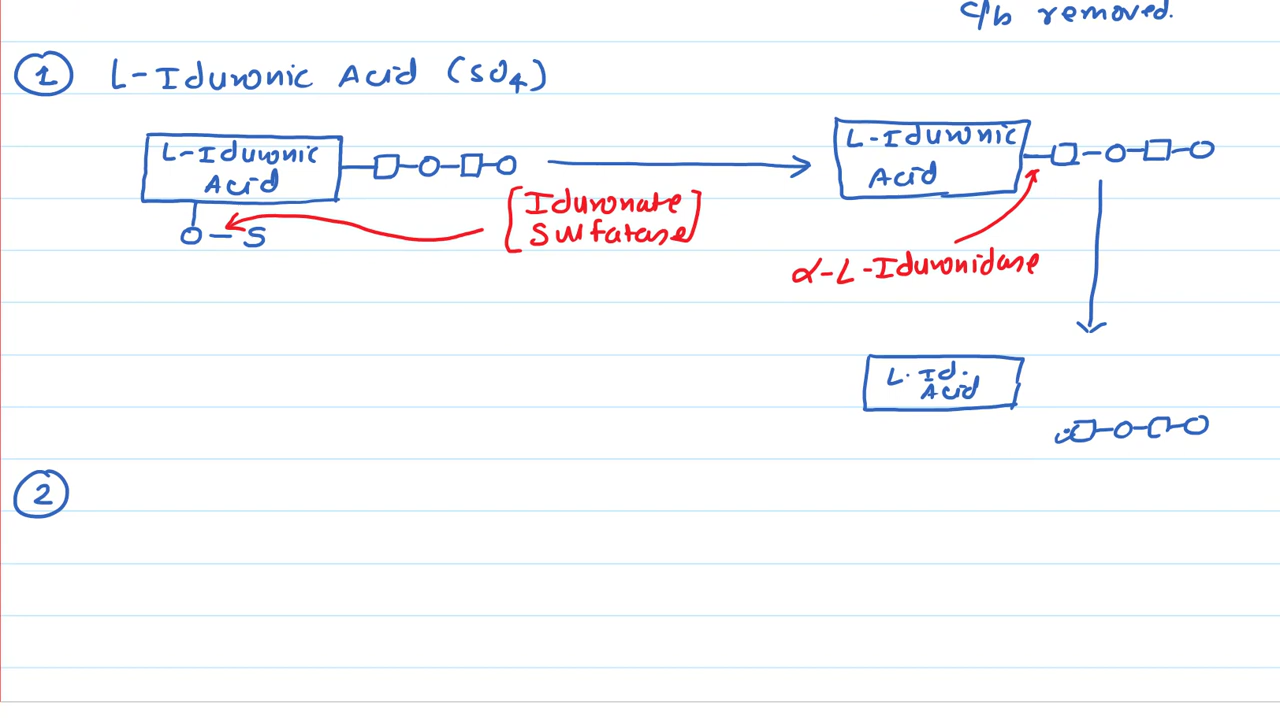 c/b removed.
1 L-Iduronic Acid (SO4)
L-Iduronic
Acid
O-S
[Iduronate
Sulfatase]
L-Iduronic
Acid
α-L-Iduronidase
L. Id.
Acid
2